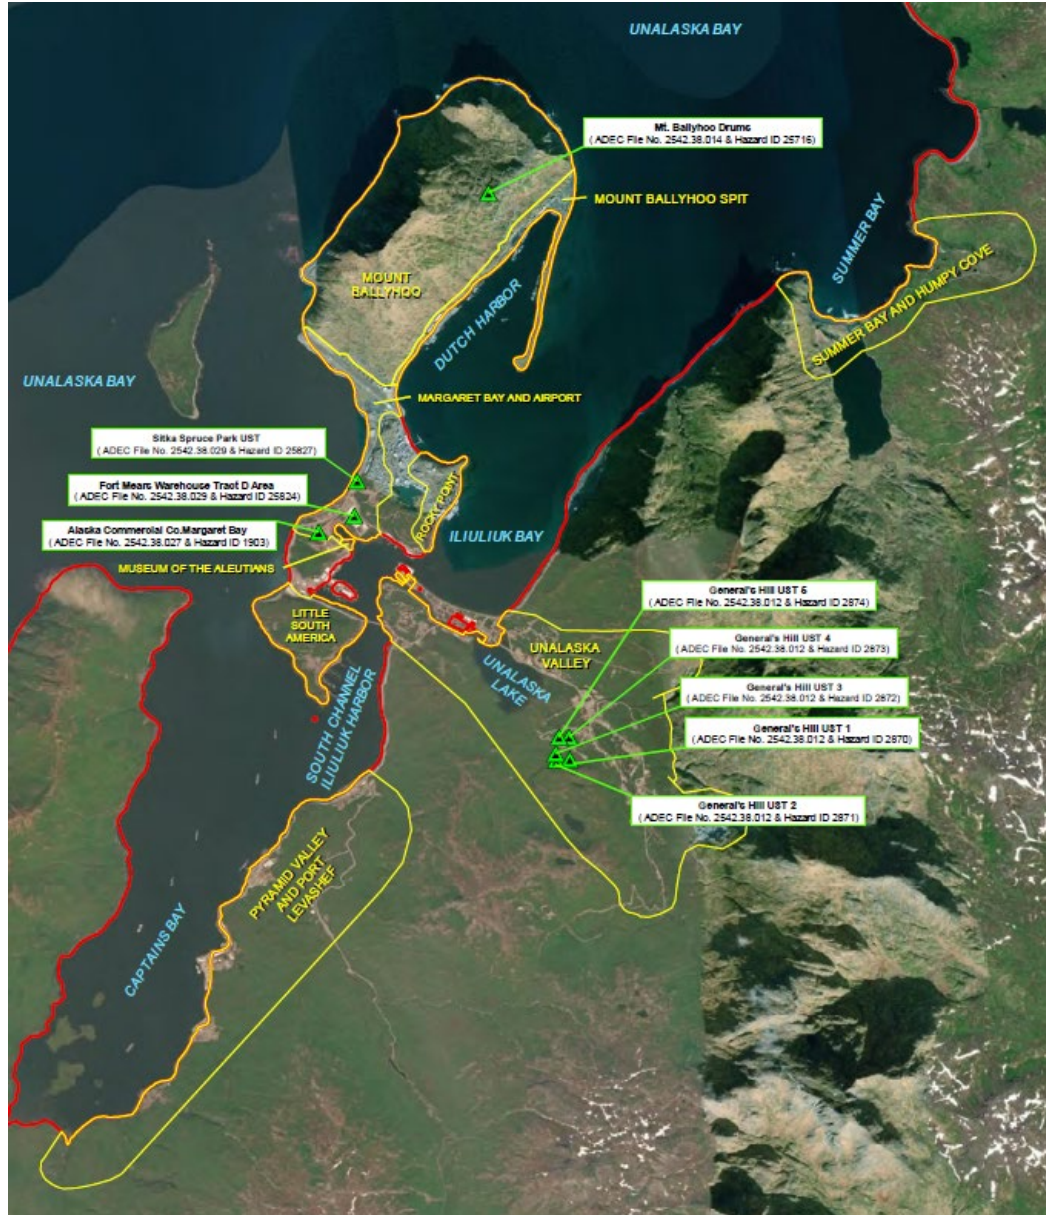 UNALASKA BAY
Mt. Ballyhoo Drums
( ADEC File No. 2542.38.014 & Hazard ID 25716)
MOUNT BALLYHOO SPIT
SUMMER BAY
MOUNT
BALLYHOO
SUMMER BAY AND HUMPY COVE
DUTCH HARBOR
UNALASKA BAY
MARGARET BAY AND AIRPORT
Sitka Spruce Park UST
( ADEC File No. 2542.38.029 & Hazard ID 25827)
Fort Mears Warehouse Tract D Area
( ADEC File No. 2542.38.029 & Hazard ID 25824)
ROCKY POINT
Alaska Commercial Co.Margaret Bay
( ADEC File No. 2542.38.027 & Hazard ID 1903)
ILIULIUK BAY
MUSEUM OF THE ALEUTIANS
LITTLE
SOUTH
AMERICA
General's Hill UST 5
( ADEC File No. 2542.38.012 & Hazard ID 2874)
UNALASKA
VALLEY
General's Hill UST 4
( ADEC File No. 2542.38.012 & Hazard ID 2873)
UNALASKA
LAKE
General's Hill UST 3
( ADEC File No. 2542.38.012 & Hazard ID 2872)
SOUTH CHANNEL
ILIULIUK HARBOR
General's Hill UST 1
( ADEC File No. 2542.38.012 & Hazard ID 2870)
General's Hill UST 2
( ADEC File No. 2542.38.012 & Hazard ID 2871)
PYRAMID VALLEY
AND PORT
LEVASHEF
CAPTAINS BAY